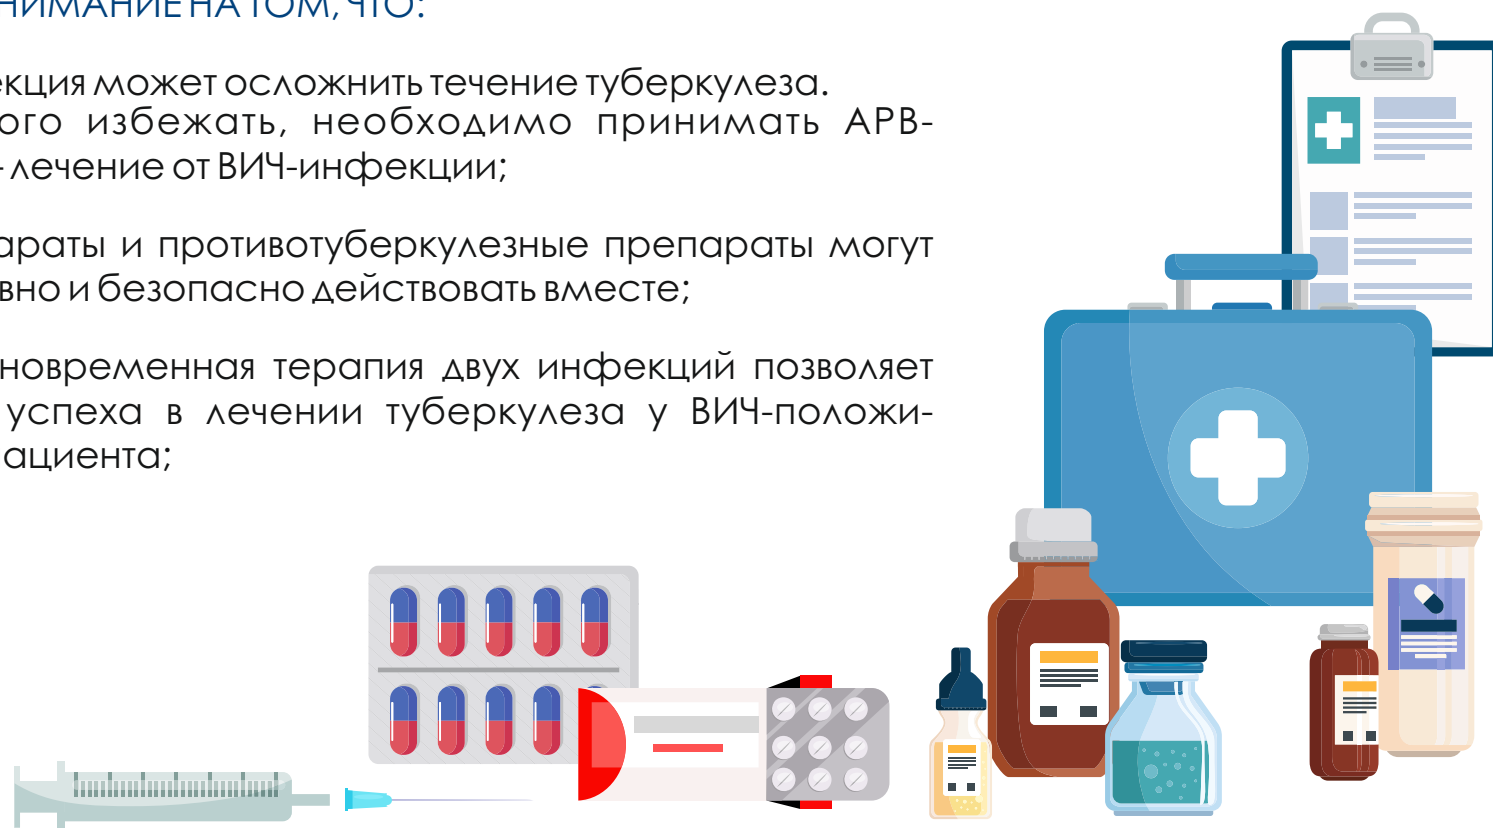 НИМАНИЕ НА ТОМ, ЧТО:
екция может осложнить течение туберкулеза.
ого избежать, необходимо принимать АРВ-
- лечение от ВИЧ-инфекции;
араты и противотуберкулезные препараты могут
вно и безопасно действовать вместе;
новременная терапия двух инфекций позволяет
успеха в лечении туберкулеза у ВИЧ-положи-
ациента;